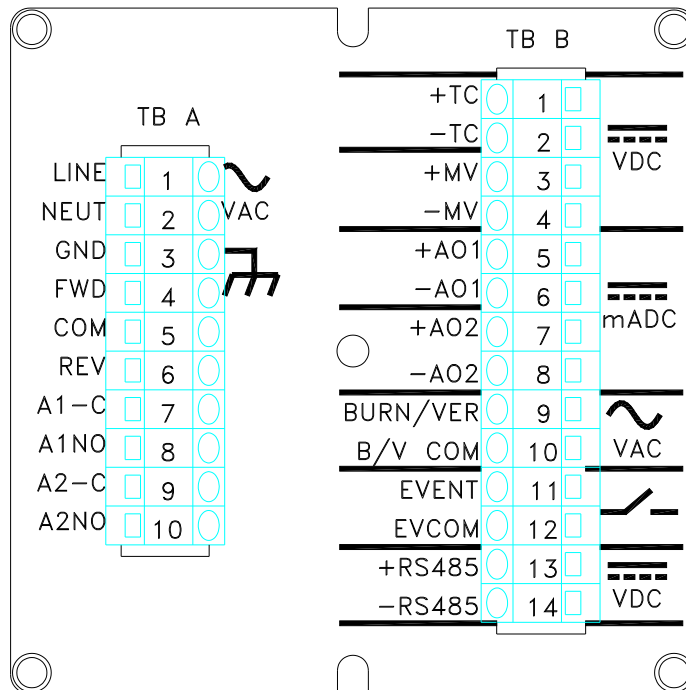 TB A
LINE 1 VAC
NEUT 2
GND 3
FWD 4
COM 5
REV 6
A1-C 7
A1NO 8
A2-C 9
A2NO 10
TB B
+TC 1
-TC 2 VDC
+MV 3
-MV 4
+AO1 5
-AO1 6 mADC
+AO2 7
-AO2 8
BURN/VER 9
B/V COM 10 VAC
EVENT 11
EVCOM 12
+RS485 13
-RS485 14 VDC